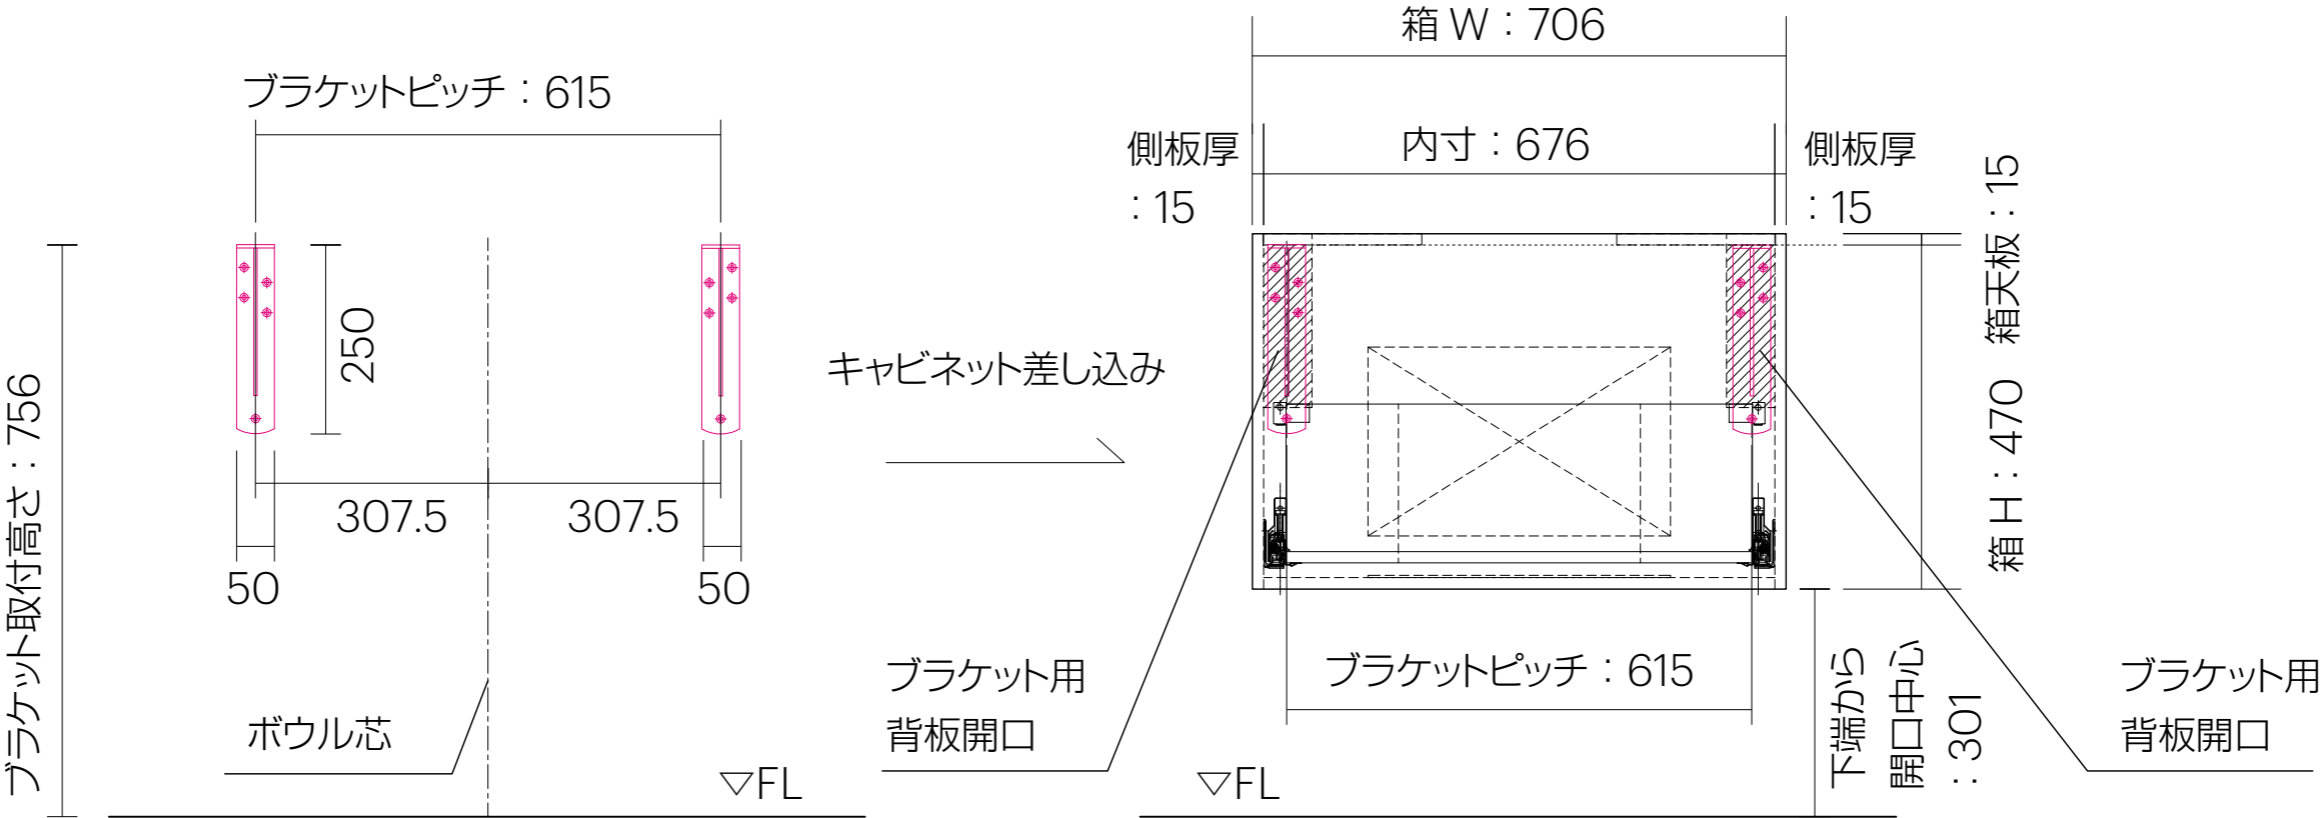 ブラケットピッチ：615
250
ブラケット取付高さ：756
307.5
307.5
50
50
ボウル芯
▽FL
キャビネット差し込み
箱 W：706
内寸：676
側板厚
：15
側板厚
：15
箱天板：15
箱 H：470
ブラケットピッチ：615
ブラケット用
背板開口
下端から
開口中心
：301
ブラケット用
背板開口
▽FL